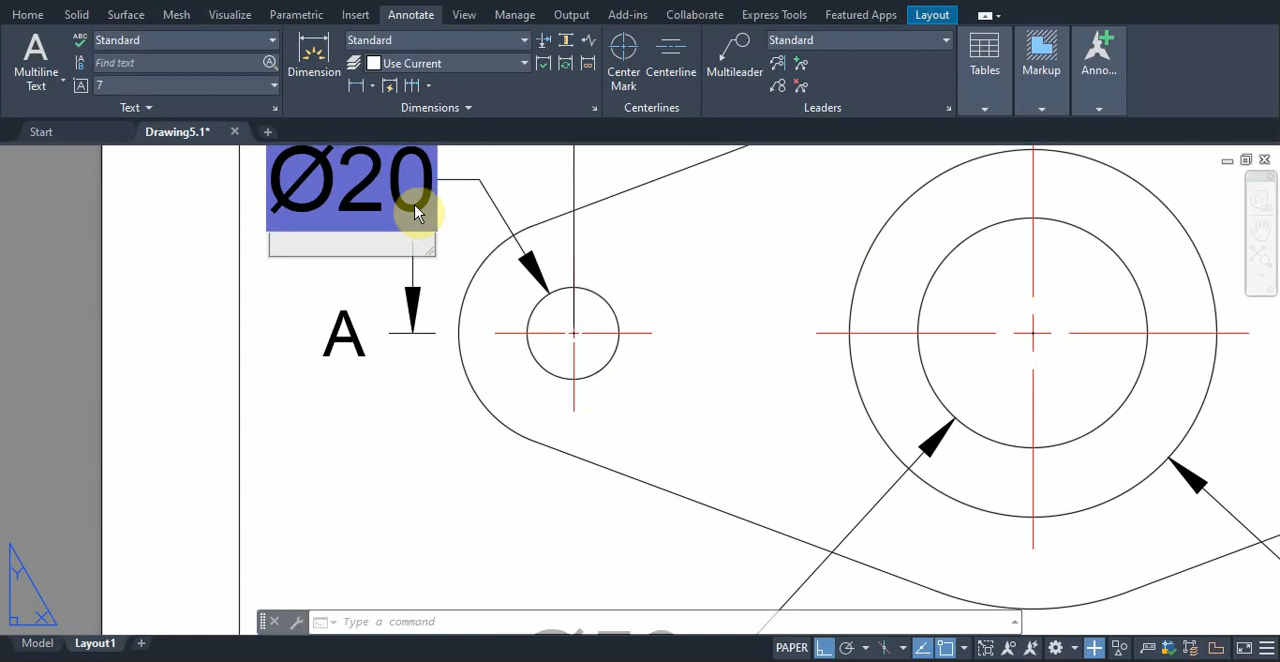 Home Surface Mesh Visualize Parametric Insert Annotate View Manage Output Add-ins Collaborate Express Tools Featured Apps Layout
A Multiline Text
ABC Standard
Find text
7
Text
Dimension
Standard
Use Current
Dimensions
Center Mark
Centerline
Centerlines
Multileader
Standard
Leaders
Tables
Markup
Anno...
Start Drawing5.1*
Ø20
A
Type a command
Y
X
Model Layout1
PAPER